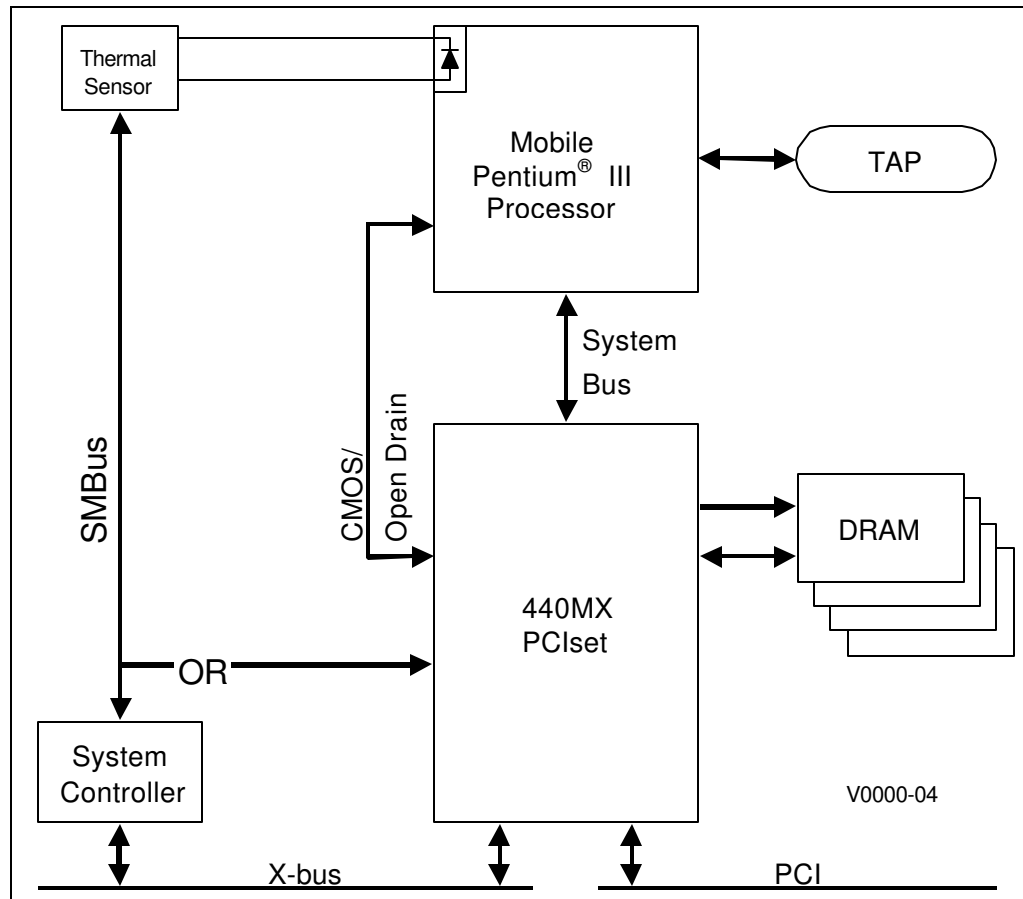 Thermal
Sensor
Mobile
Pentium® III
Processor
TAP
System
Bus
SMBus
CMOS/
Open Drain
DRAM
440MX
PCIset
OR
System
Controller
V0000-04
X-bus
PCI